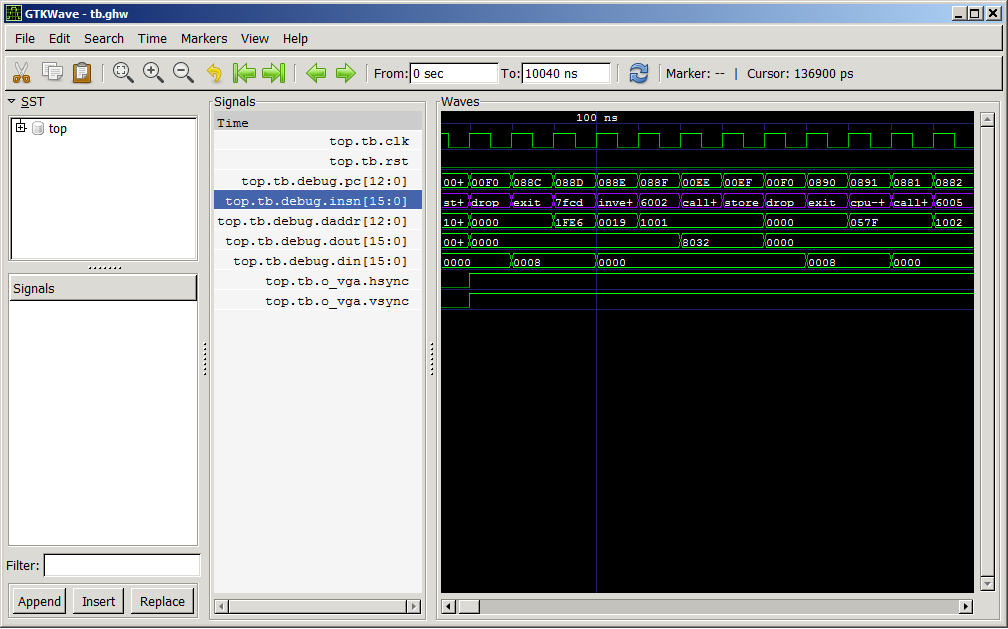 GTKWave - tb.ghw
File Edit Search Time Markers View Help
From: 0 sec To: 10040 ns Marker: -- | Cursor: 136900 ps
SST
top
Signals
Filter:
Append Insert Replace
Signals
Time
top.tb.clk
top.tb.rst
top.tb.debug.pc[12:0]
top.tb.debug.insn[15:0]
top.tb.debug.daddr[12:0]
top.tb.debug.dout[15:0]
top.tb.debug.din[15:0]
top.tb.o_vga.hsync
top.tb.o_vga.vsync
Waves
100 ns
00+ 00F0 088C 088D 088E 088F 00EE 00EF 00F0 0890 0891 0881 0882
st+ drop exit 7fcd inve+ 6002 call+ store drop exit cpu-+ call+ 6005
10+ 0000 1FE6 0019 1001 0000 057F 1002
00+ 0000 8032 0000
0000 0008 0000 0008 0000